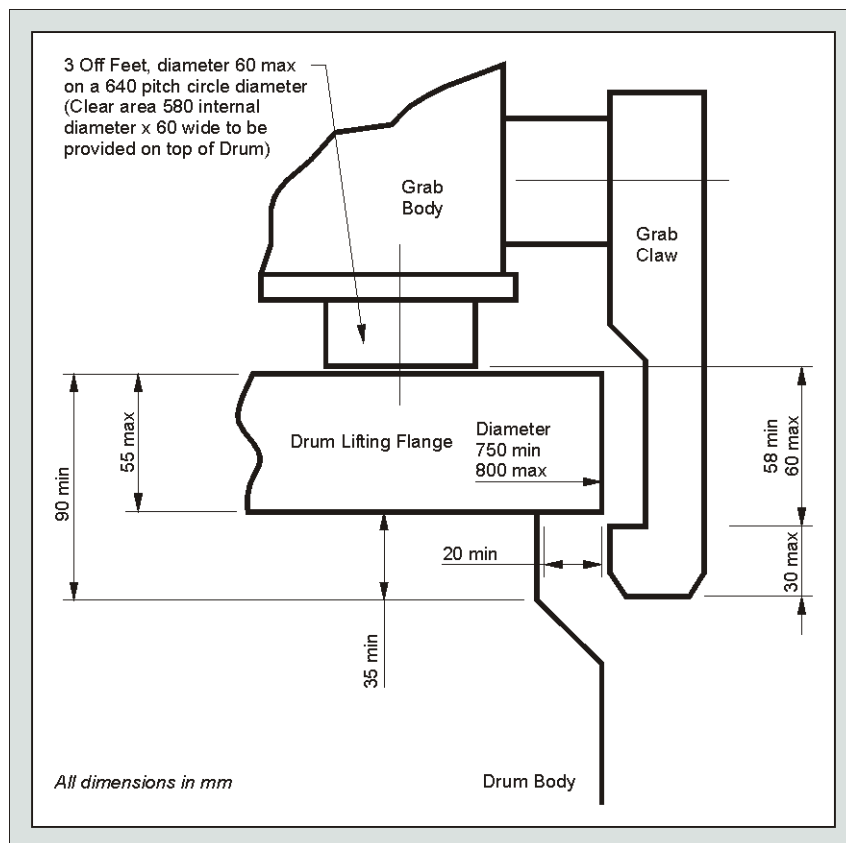 3 Off Feet, diameter 60 max
on a 640 pitch circle diameter
(Clear area 580 internal
diameter x 60 wide to be
provided on top of Drum)
Grab
Body
Grab
Claw
Drum Lifting Flange
Diameter
750 min
800 max
55 max
90 min
58 min
60 max
20 min
30 max
35 min
All dimensions in mm
Drum Body